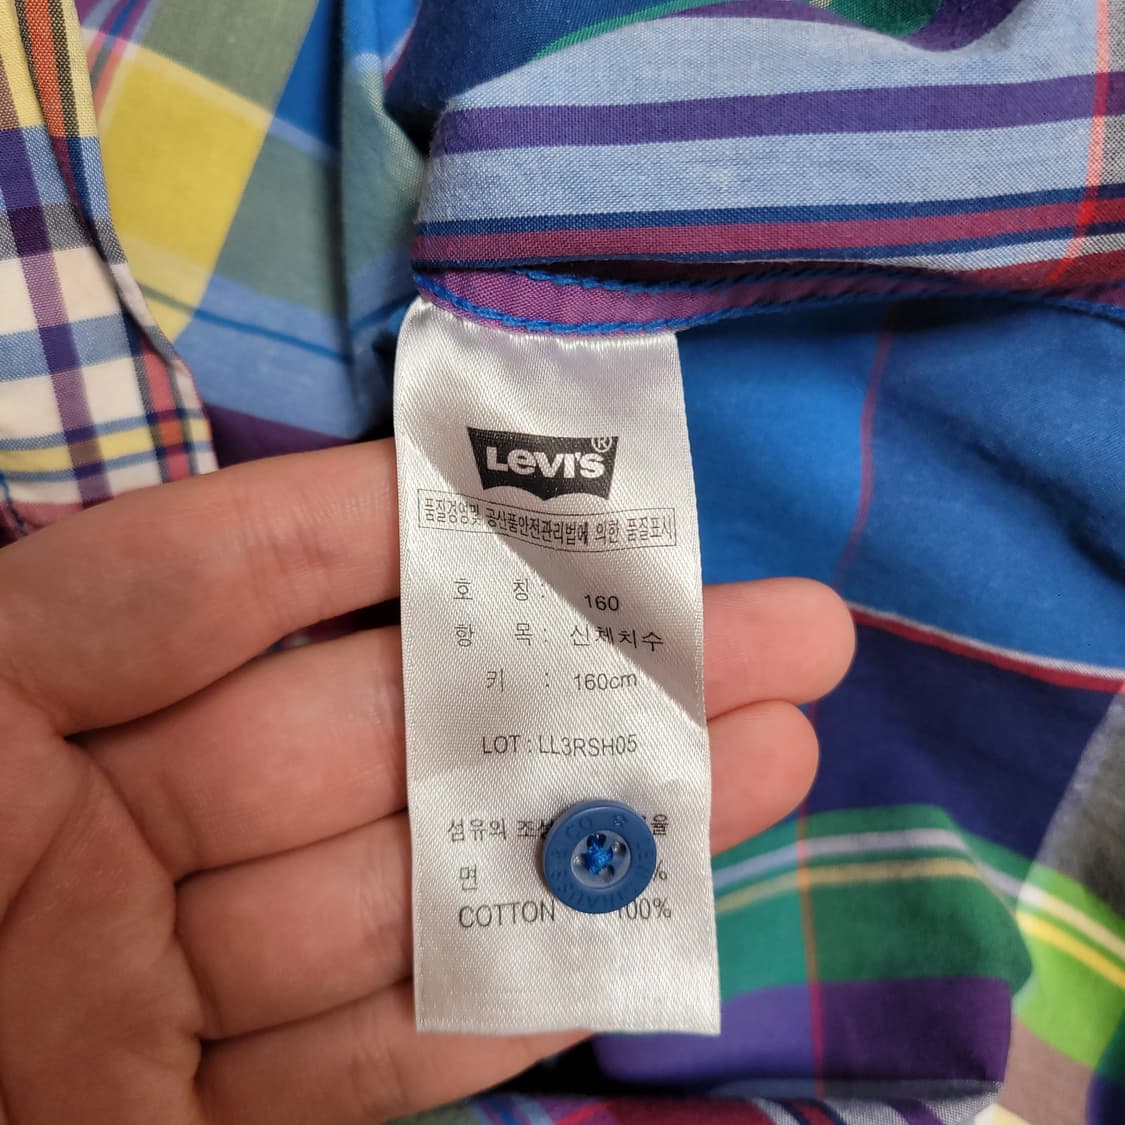 LEVI'S®
품질경영및 공산품안전관리법에 의한 품질표시
호 칭 : 160
항 목 : 신체치수
키 : 160cm
LOT : LL3RSH05
섬유의
면 %
COTTON 100%
CO